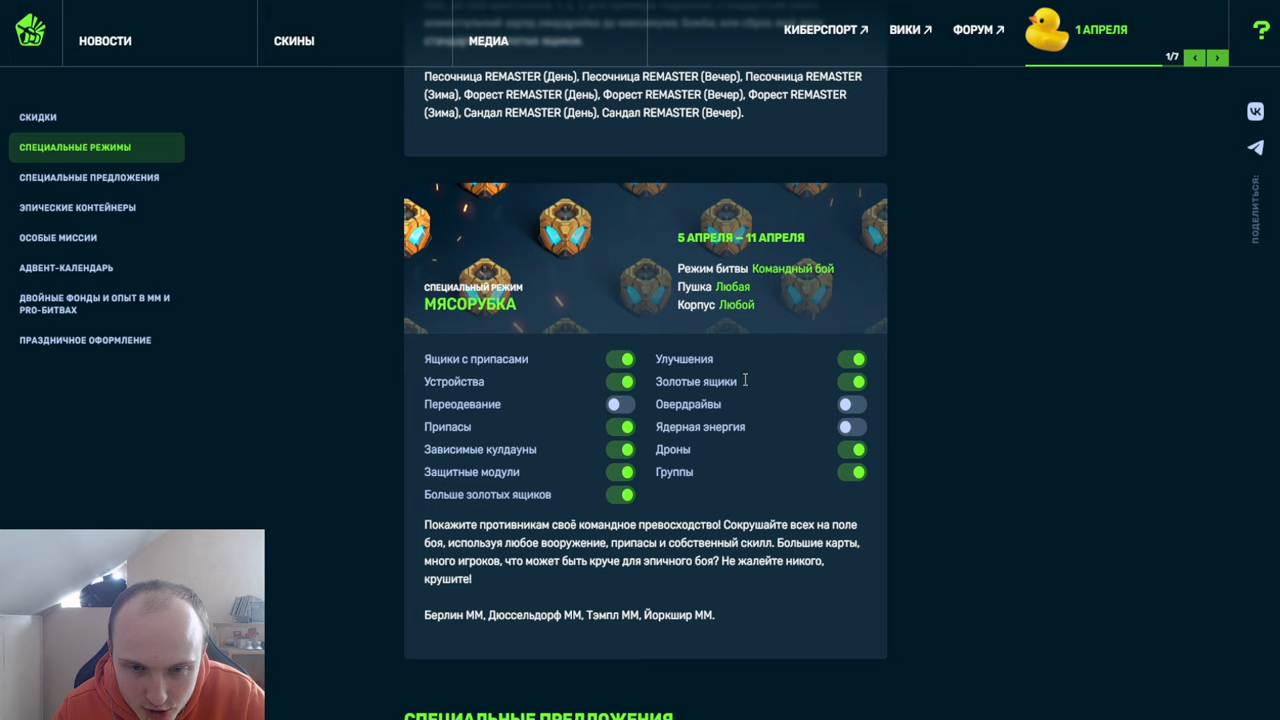 НОВОСТИ
СКИНЫ
МЕДИА
КИБЕРСПОРТ ↗
ВИКИ ↗
ФОРУМ ↗
1 АПРЕЛЯ
1/7
?
СКИДКИ
СПЕЦИАЛЬНЫЕ РЕЖИМЫ
СПЕЦИАЛЬНЫЕ ПРЕДЛОЖЕНИЯ
ЭПИЧЕСКИЕ КОНТЕЙНЕРЫ
ОСОБЫЕ МИССИИ
АДВЕНТ-КАЛЕНДАРЬ
ДВОЙНЫЕ ФОНДЫ И ОПЫТ В ММ И
PRO-БИТВАХ
ПРАЗДНИЧНОЕ ОФОРМЛЕНИЕ
Песочница REMASTER (День), Песочница REMASTER (Вечер), Песочница REMASTER
(Зима), Форест REMASTER (День), Форест REMASTER (Вечер), Форест REMASTER
(Зима), Сандал REMASTER (День), Сандал REMASTER (Вечер).
СПЕЦИАЛЬНЫЙ РЕЖИМ
МЯСОРУБКА
5 АПРЕЛЯ – 11 АПРЕЛЯ
Режим битвы Командный бой
Пушка Любая
Корпус Любой
Ящики с припасами
Улучшения
Устройства
Золотые ящики
Переодевание
Овердрайвы
Припасы
Ядерная энергия
Зависимые кулдауны
Дроны
Защитные модули
Группы
Больше золотых ящиков
Покажите противникам своё командное превосходство! Сокрушайте всех на поле
боя, используя любое вооружение, припасы и собственный скилл. Большие карты,
много игроков, что может быть круче для эпичного боя? Не жалейте никого,
крушите!
Берлин ММ, Дюссельдорф ММ, Тэмпл ММ, Йоркшир ММ.
СПЕЦИАЛЬНЫЕ ПРЕДЛОЖЕНИЯ
ПОДЕЛИТЬСЯ: